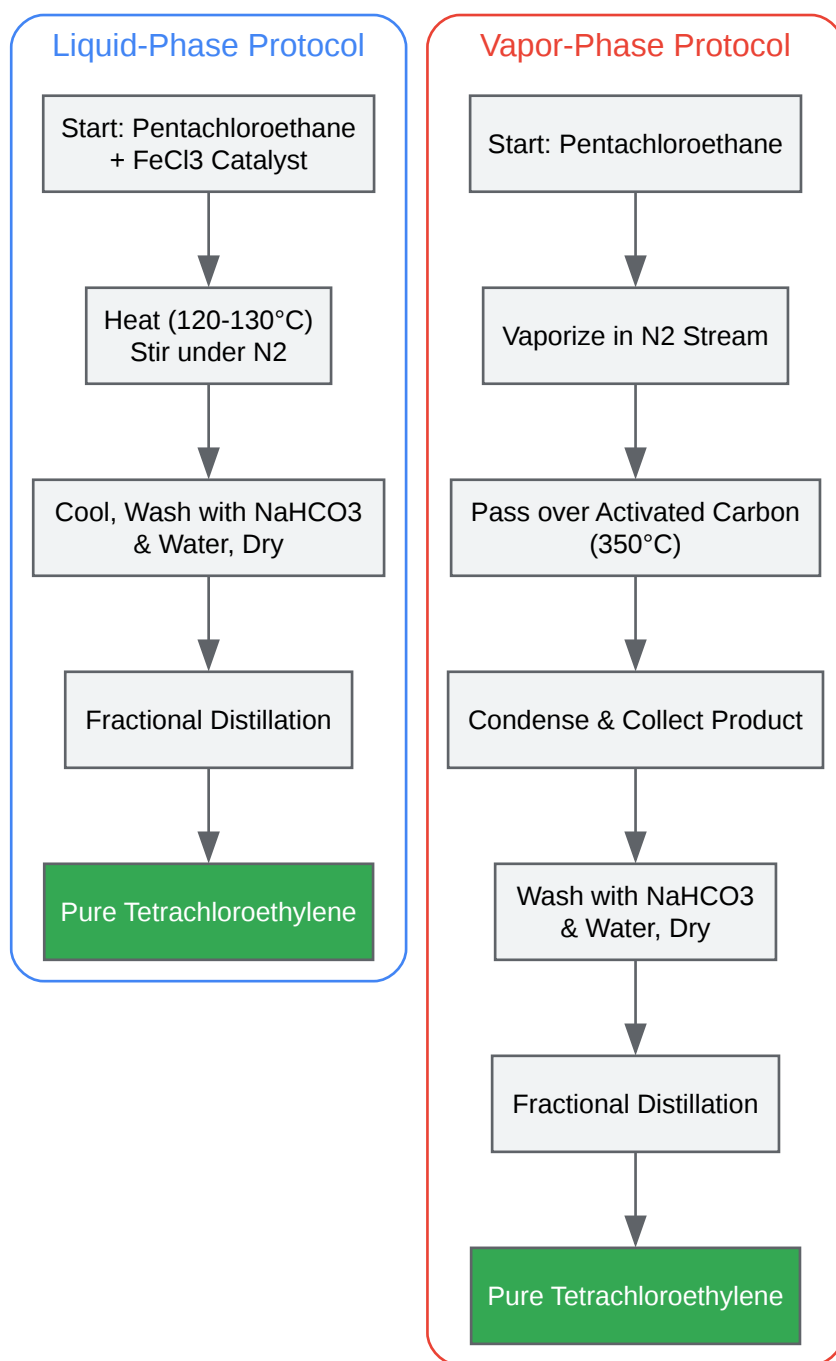 Liquid-Phase Protocol
Start: Pentachloroethane
+ FeCl3 Catalyst
Heat (120-130°C)
Stir under N2
Cool, Wash with NaHCO3
& Water, Dry
Fractional Distillation
Pure Tetrachloroethylene
Vapor-Phase Protocol
Start: Pentachloroethane
Vaporize in N2 Stream
Pass over Activated Carbon
(350°C)
Condense & Collect Product
Wash with NaHCO3
& Water, Dry
Fractional Distillation
Pure Tetrachloroethylene